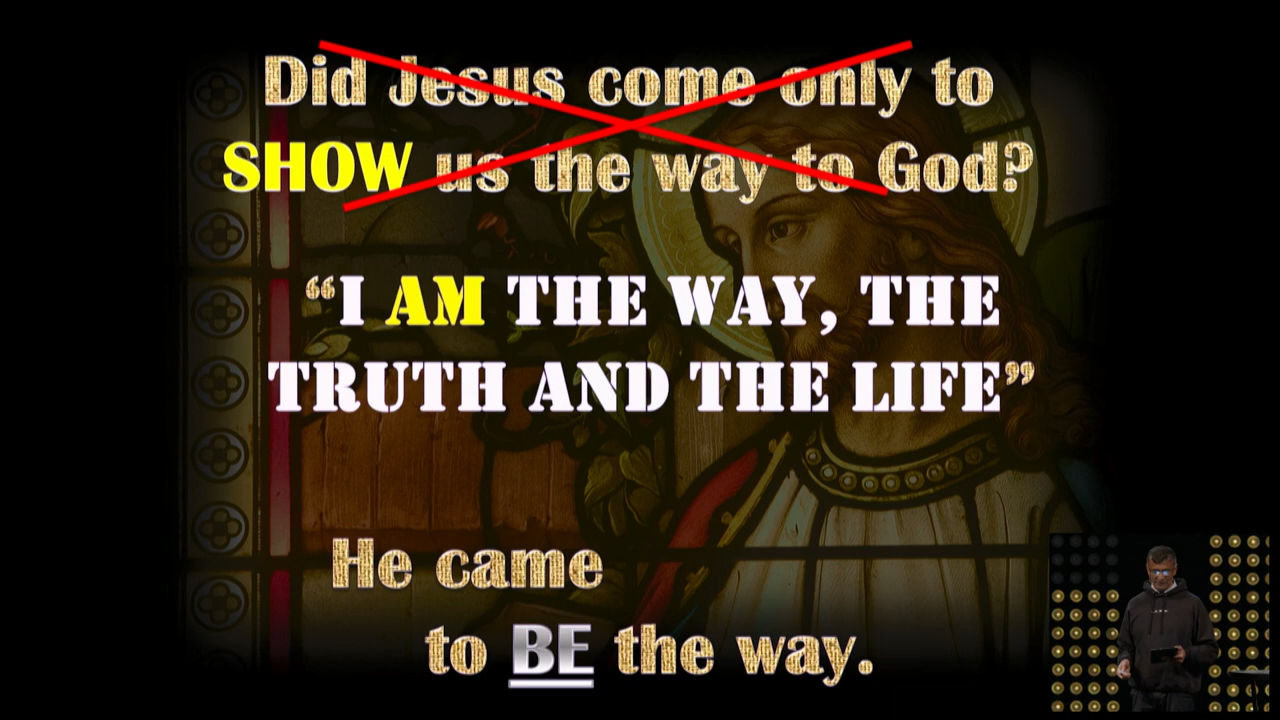 Did Jesus come only to
SHOW us the way to God?
“I AM THE WAY, THE
TRUTH AND THE LIFE”
He came
to BE the way.